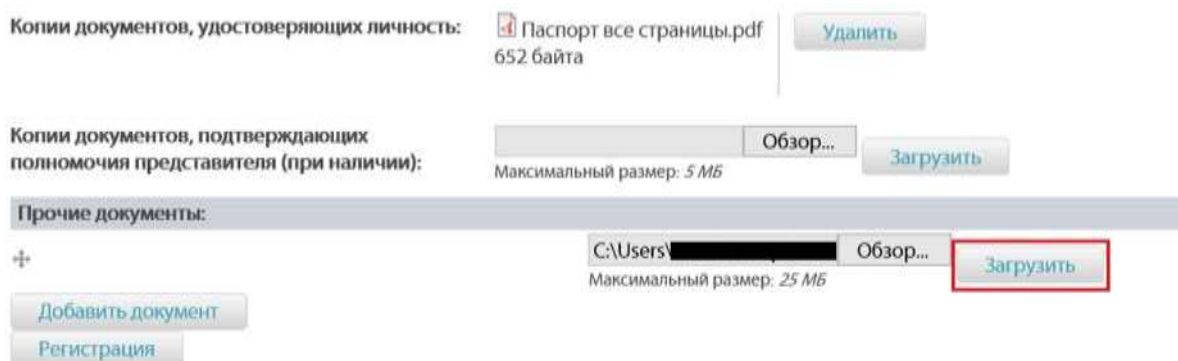 Копии документов, удостоверяющих личность:
Паспорт все страницы.pdf
652 байта
Удалить
Копии документов, подтверждающих
полномочия представителя (при наличии):
Обзор...
Загрузить
Максимальный размер: 5 МБ
Прочие документы:
C:\Users\
Обзор...
Загрузить
Максимальный размер: 25 МБ
Добавить документ
Регистрация